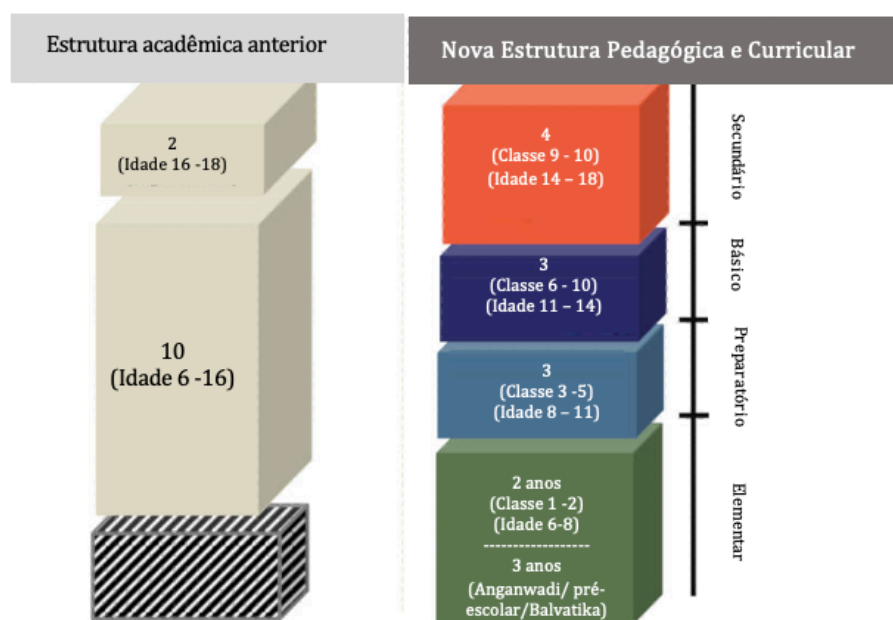 Estrutura acadêmica anterior
2
(Idade 16 -18)
10
(Idade 6 -16)
Nova Estrutura Pedagógica e Curricular
4
(Classe 9 - 10)
(Idade 14 – 18)
3
(Classe 6 - 10)
(Idade 11 – 14)
3
(Classe 3 -5)
(Idade 8 – 11)
2 anos
(Classe 1 -2)
(Idade 6-8)
------------------
3 anos
(Anganwadi/ pré-
escolar/Balvatika)
Secundário
Básico
Preparatório
Elementar